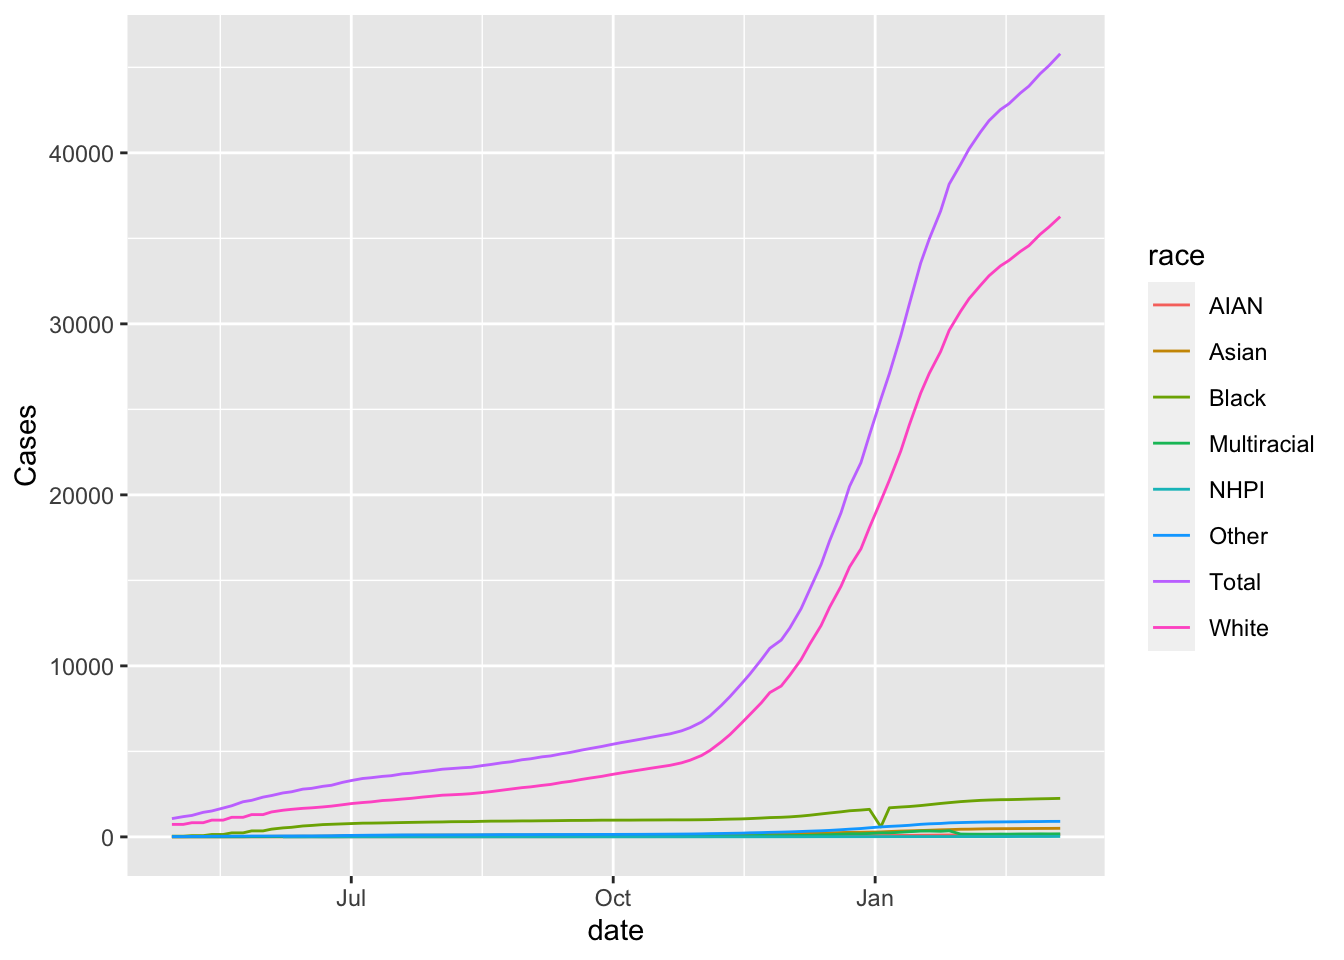 40000
30000
20000
10000
0
Cases
Jul
Oct
Jan
date
race
AIAN
Asian
Black
Multiracial
NHPI
Other
Total
White